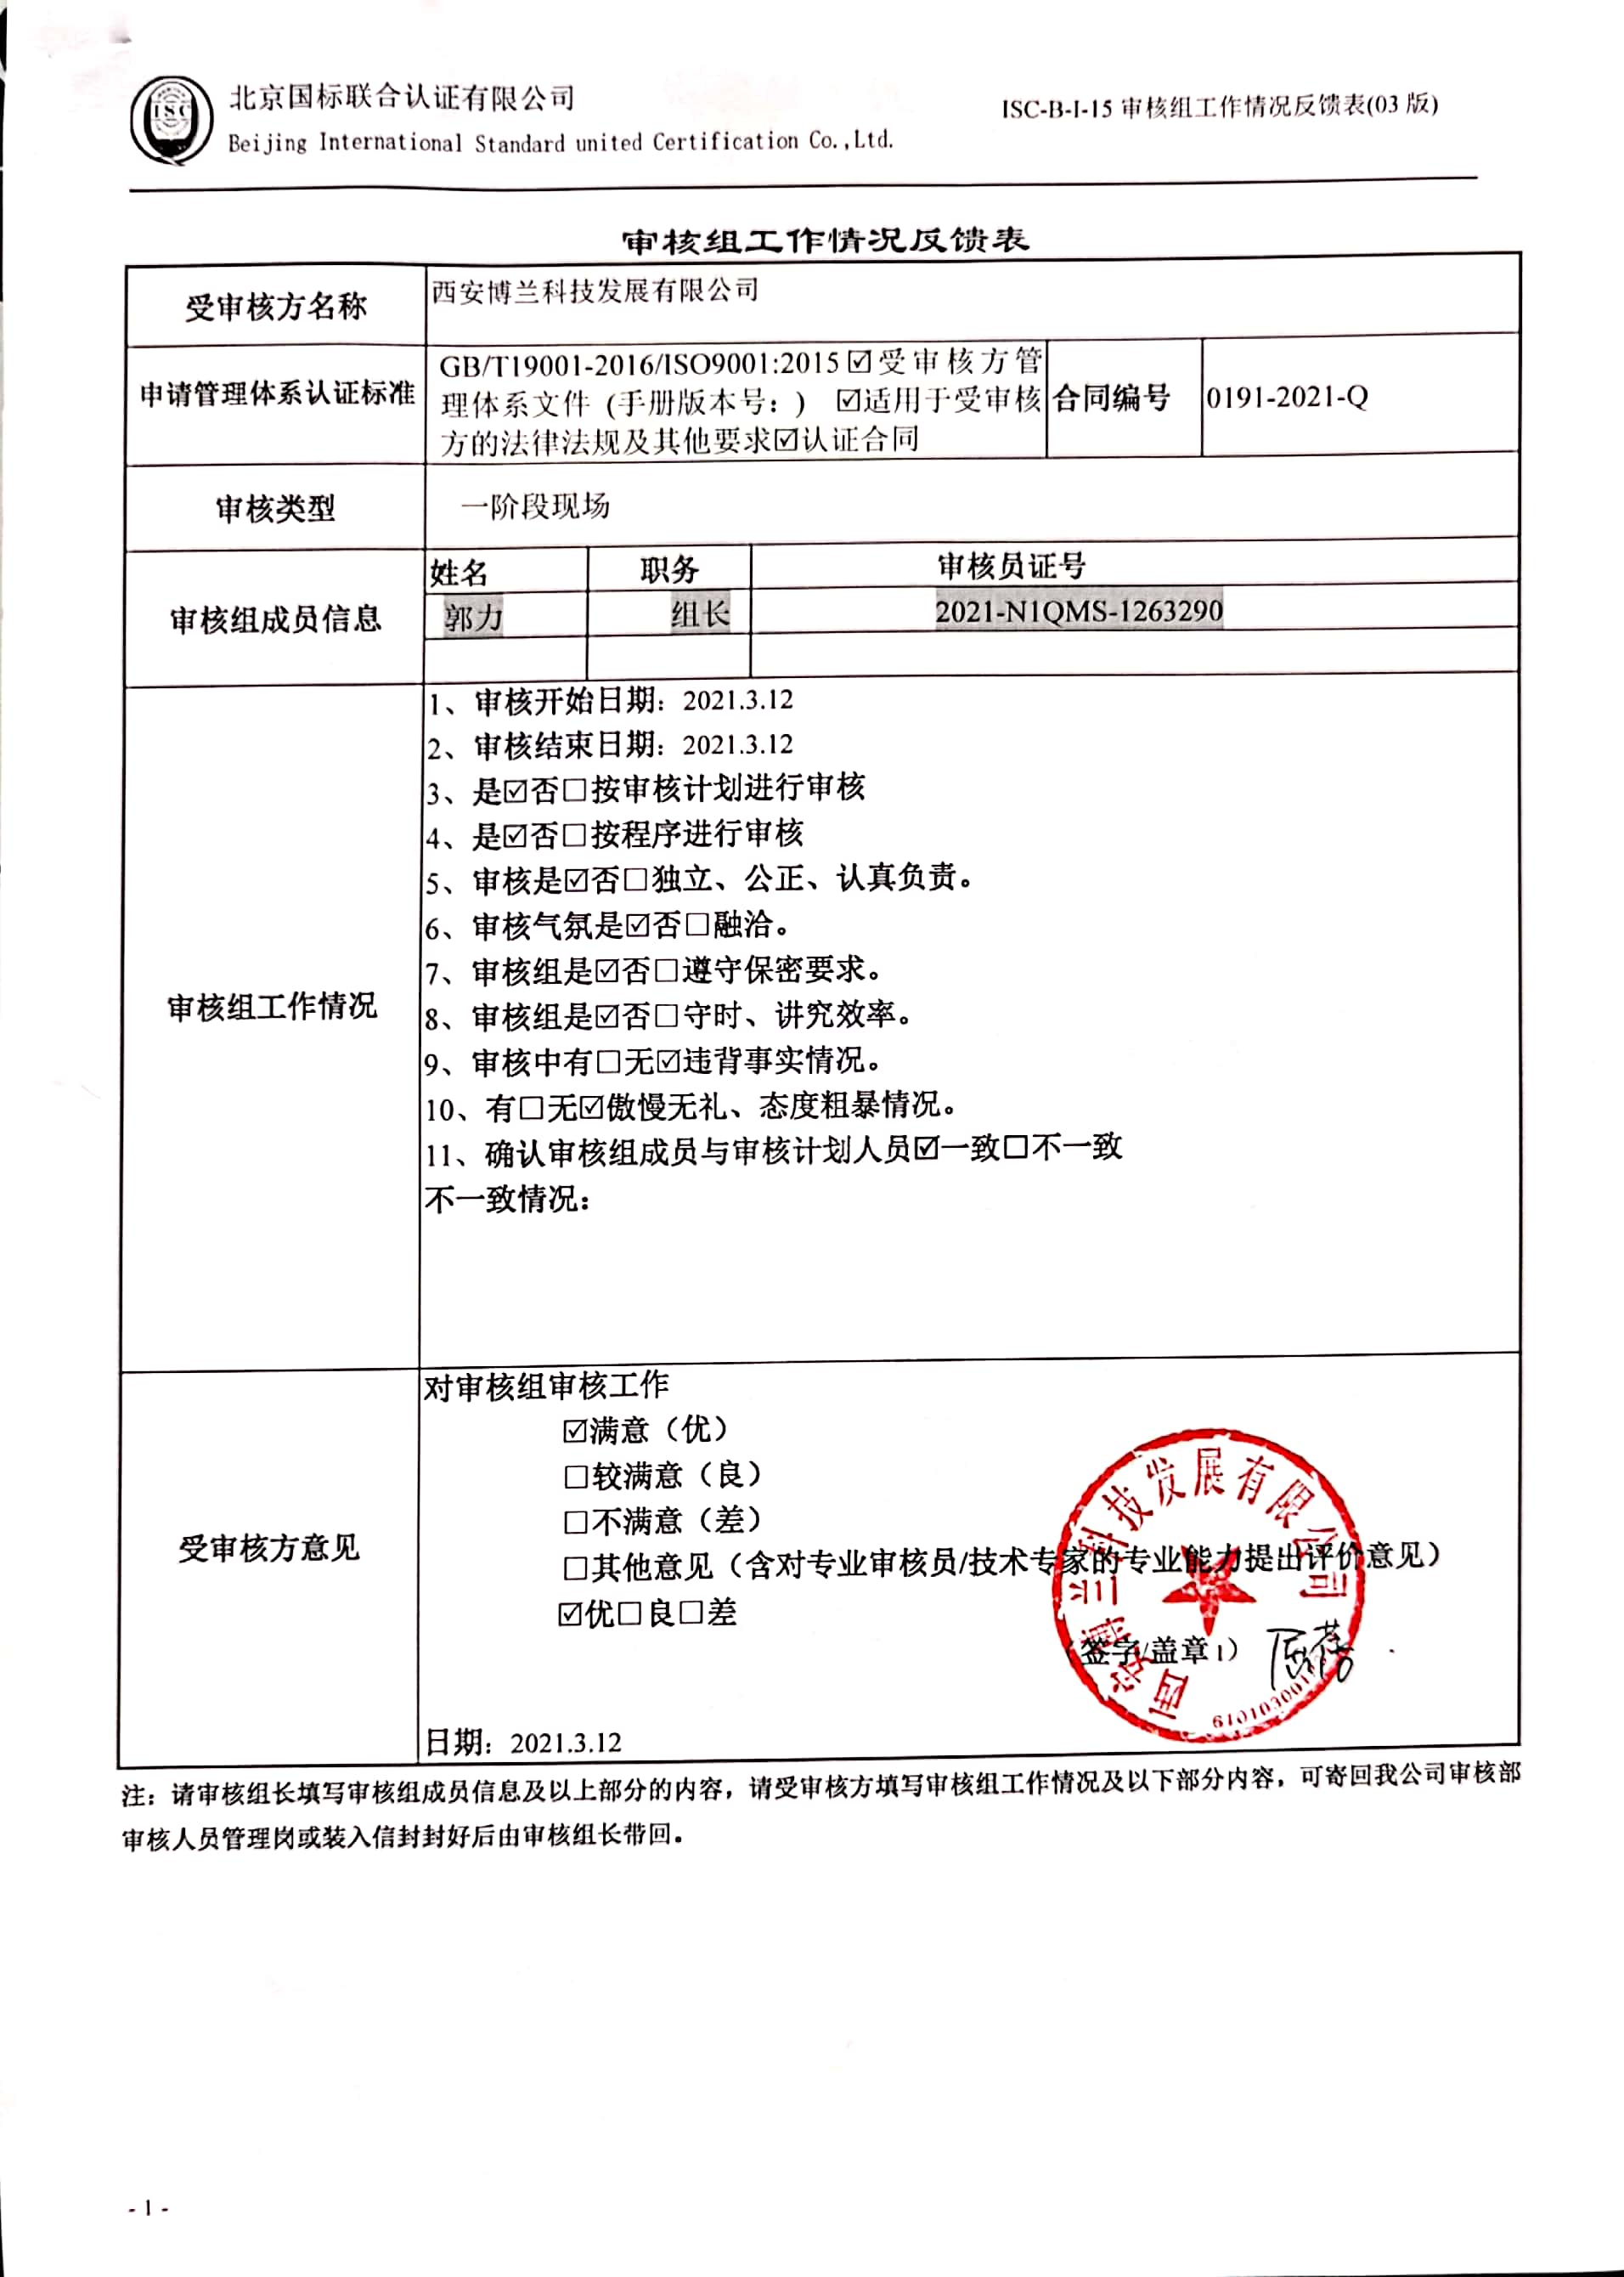 ISC
北京国标联合认证有限公司
Beijing International Standard united Certification Co.,Ltd.
ISC-B-I-15 审核组工作情况反馈表(03 版)
审核组工作情况反馈表
受审核方名称
西安博兰科技发展有限公司
申请管理体系认证标准
GB/T19001-2016/ISO9001:2015☑受审核方管
理体系文件 (手册版本号：) ☑适用于受审核
方的法律法规及其他要求☑认证合同
合同编号
0191-2021-Q
审核类型
一阶段现场
审核组成员信息
姓名 职务 审核员证号
郭力 组长 2021-N1QMS-1263290
审核组工作情况
1、审核开始日期：2021.3.12
2、审核结束日期：2021.3.12
3、是☑否□按审核计划进行审核
4、是☑否□按程序进行审核
5、审核是☑否□独立、公正、认真负责。
6、审核气氛是☑否□融洽。
7、审核组是☑否□遵守保密要求。
8、审核组是☑否□守时、讲究效率。
9、审核中有□无☑违背事实情况。
10、有□无☑傲慢无礼、态度粗暴情况。
11、确认审核组成员与审核计划人员☑一致□不一致
不一致情况：
受审核方意见
对审核组审核工作
☑满意（优）
□较满意（良）
□不满意（差）
□其他意见（含对专业审核员/技术专家的专业能力提出评价意见）
☑优□良□差
（签字/盖章1）
西安博兰科技发展有限公司
日期：2021.3.12
注：请审核组长填写审核组成员信息及以上部分的内容，请受审核方填写审核组工作情况及以下部分内容，可寄回我公司审核部
审核人员管理岗或装入信封封好后由审核组长带回。
- 1 -